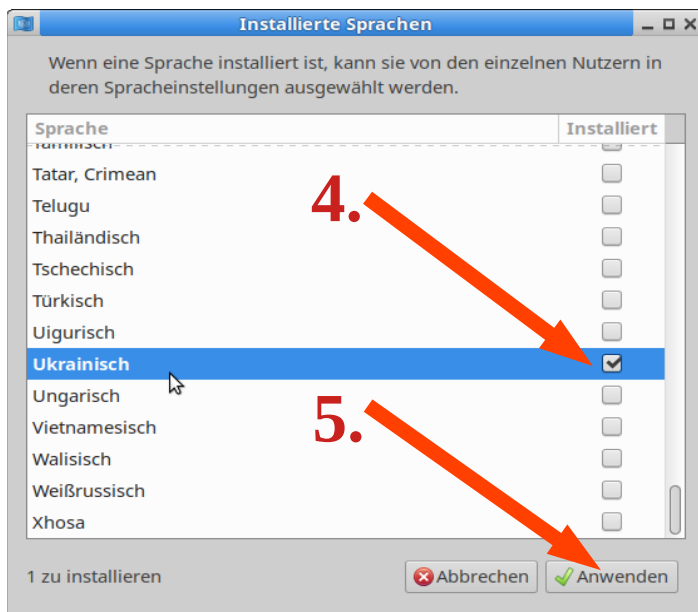 Installierte Sprachen
Wenn eine Sprache installiert ist, kann sie von den einzelnen Nutzern in
deren Spracheinstellungen ausgewählt werden.
Sprache Installiert
Tatar, Crimean
Telugu
4.
Thailändisch
Tschechisch
Türkisch
Uigurisch
Ukrainisch
Ungarisch
5.
Vietnamesisch
Walisisch
Weißrussisch
Xhosa
1 zu installieren Abbrechen Anwenden